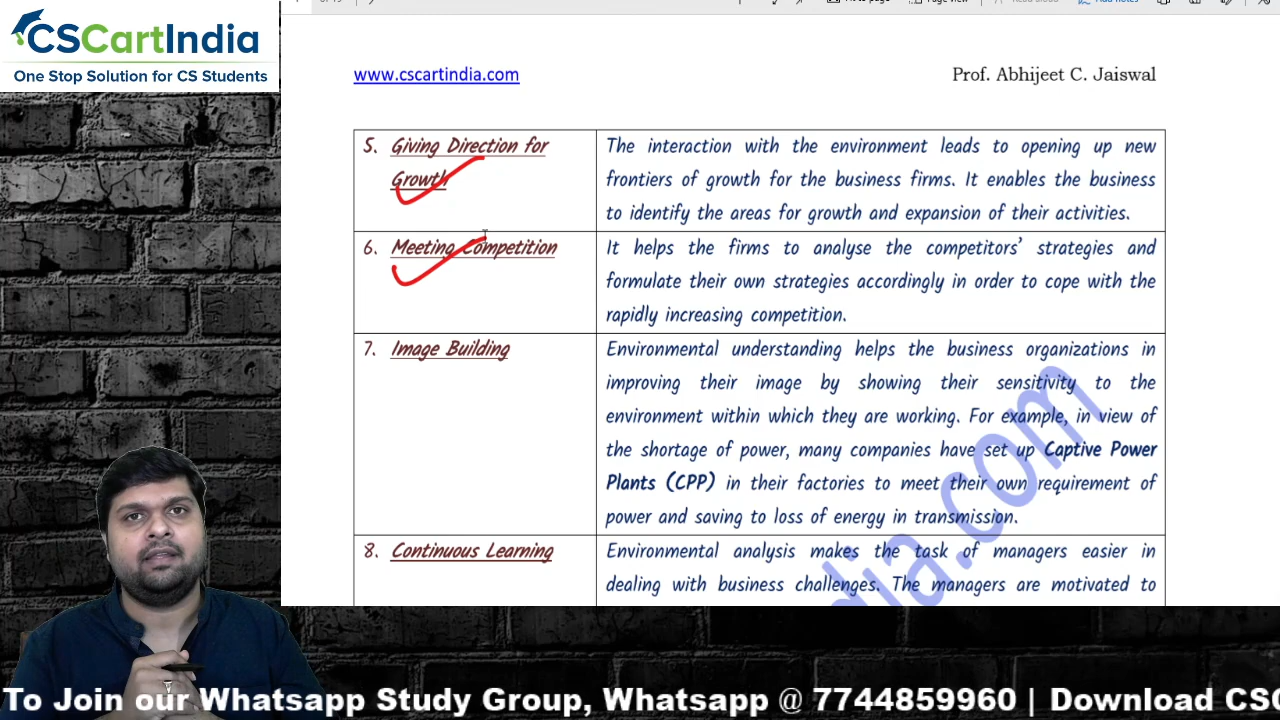 CSCartIndia
One Stop Solution for CS Students
www.cscartindia.com
Prof. Abhijeet C. Jaiswal
5. Giving Direction for
Growth
The interaction with the environment leads to opening up new
frontiers of growth for the business firms. It enables the business
to identify the areas for growth and expansion of their activities.
6. Meeting Competition
It helps the firms to analyse the competitors’ strategies and
formulate their own strategies accordingly in order to cope with the
rapidly increasing competition.
7. Image Building
Environmental understanding helps the business organizations in
improving their image by showing their sensitivity to the
environment within which they are working. For example, in view of
the shortage of power, many companies have set up Captive Power
Plants (CPP) in their factories to meet their own requirement of
power and saving to loss of energy in transmission.
8. Continuous Learning
Environmental analysis makes the task of managers easier in
dealing with business challenges. The managers are motivated to
To Join our Whatsapp Study Group, Whatsapp @ 7744859960 | Download CSC